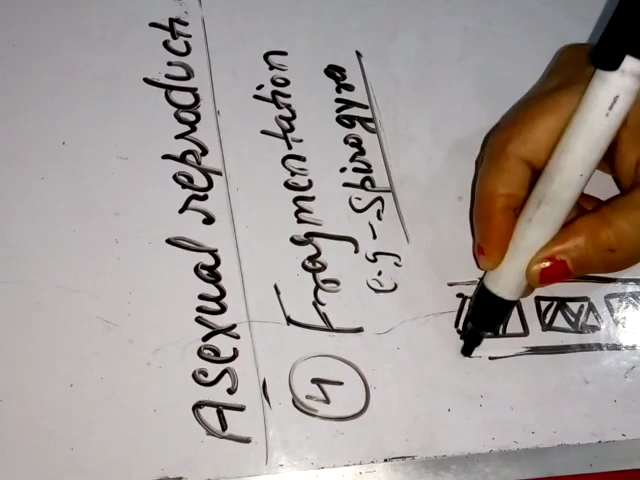 Asexual reproduct.
④ Fragmentation
e.g - Spirogyra